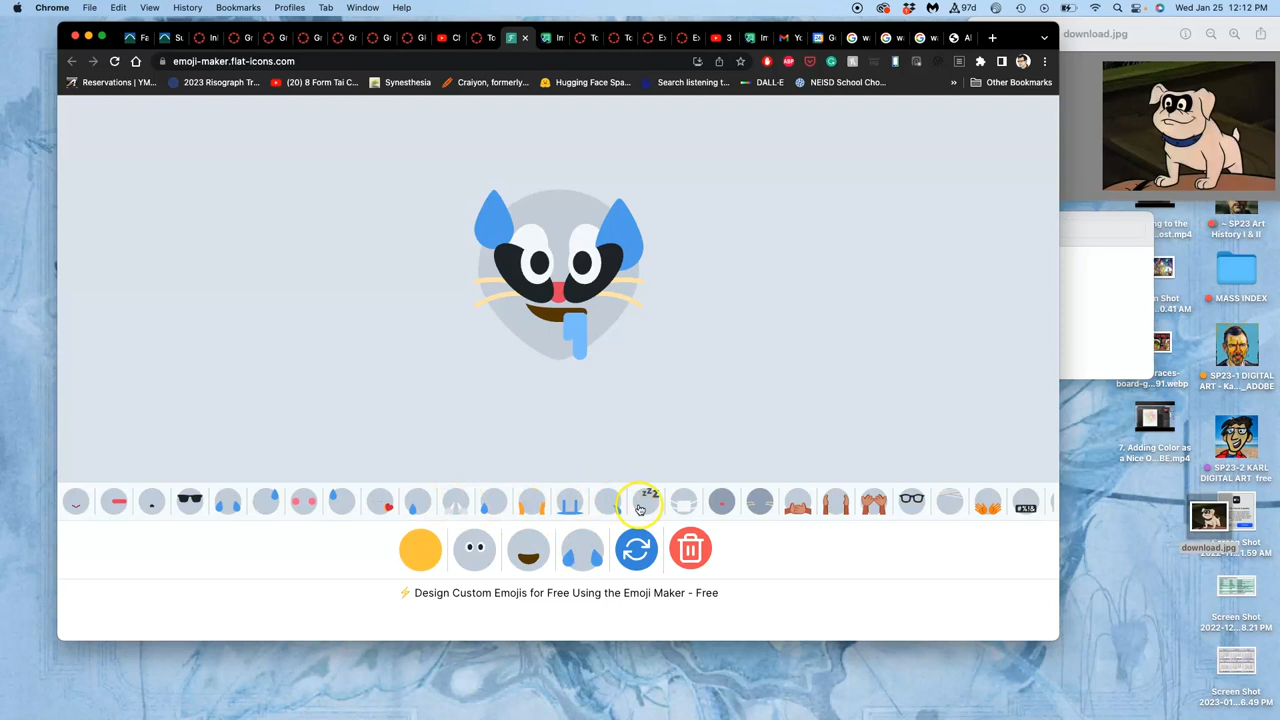 Chrome File Edit View History Bookmarks Profiles Tab Window Help
97d Wed Jan 25 12:12 PM
download.jpg
emoji-maker.flat-icons.com
Reservations | YM... 2023 Risograph Tr... (20) 8 Form Tai C... Synesthesia Craiyon, formerly... Hugging Face Spa... Search listening t... DALL-E NEISD School Cho... » Other Bookmarks
zzz
#%!&
⚡ Design Custom Emojis for Free Using the Emoji Maker - Free
~ SP23 Art
History I & II
MASS INDEX
SP23-1 DIGITAL
ART - Ka..._ADOBE
7. Adding Color as
a Nice O...BE.mp4
SP23-2 KARL
DIGITAL ART_free
download.jpg
Screen Shot
2022-12...8.21 PM
Screen Shot
2023-01...6.49 PM